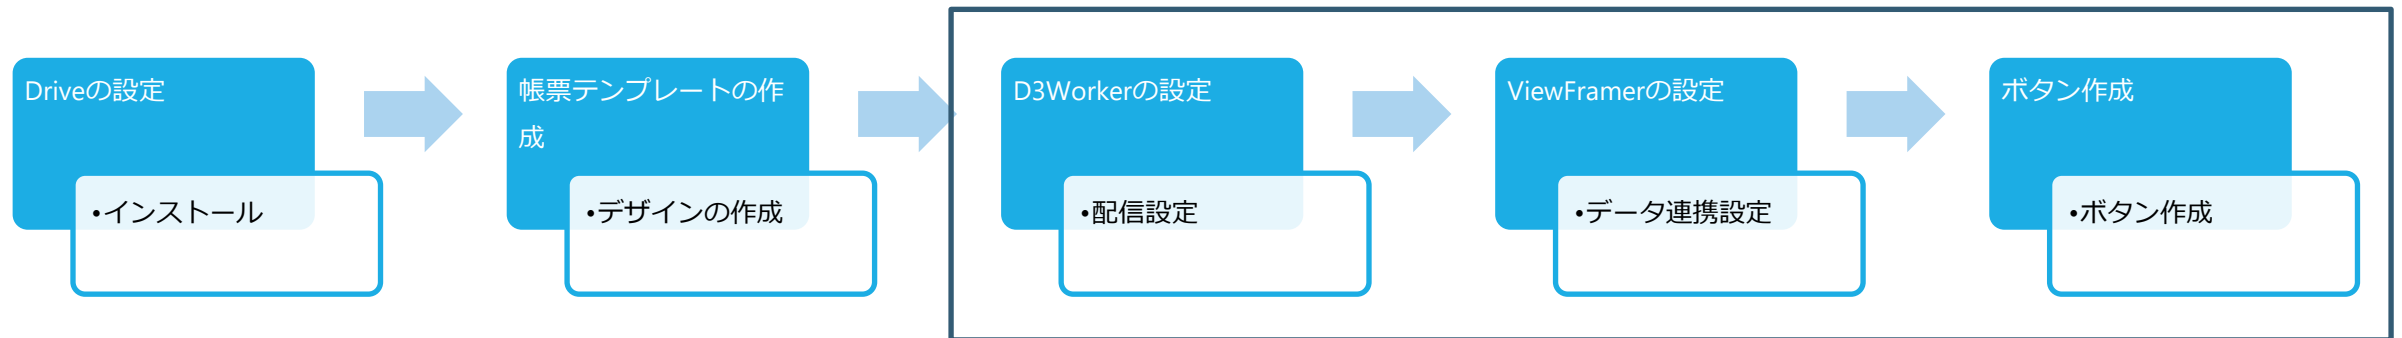 Driveの設定
•インストール
帳票テンプレートの作
成
•デザインの作成
D3Workerの設定
•配信設定
ViewFramerの設定
•データ連携設定
ボタン作成
•ボタン作成